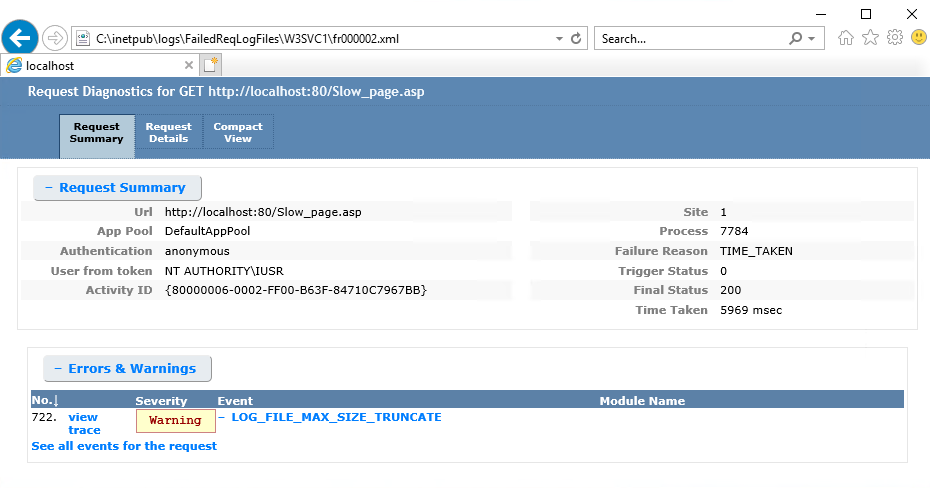 C:\inetpub\logs\FailedReqLogFiles\W3SVC1\fr000002.xml
Search...
localhost
Request Diagnostics for GET http://localhost:80/Slow_page.asp
Request Summary
Request Details
Compact View
− Request Summary
Url http://localhost:80/Slow_page.asp
App Pool DefaultAppPool
Authentication anonymous
User from token NT AUTHORITY\IUSR
Activity ID {80000006-0002-FF00-B63F-84710C7967BB}
Site 1
Process 7784
Failure Reason TIME_TAKEN
Trigger Status 0
Final Status 200
Time Taken 5969 msec
− Errors & Warnings
No.↓ Severity Event Module Name
722. view trace Warning − LOG_FILE_MAX_SIZE_TRUNCATE
See all events for the request